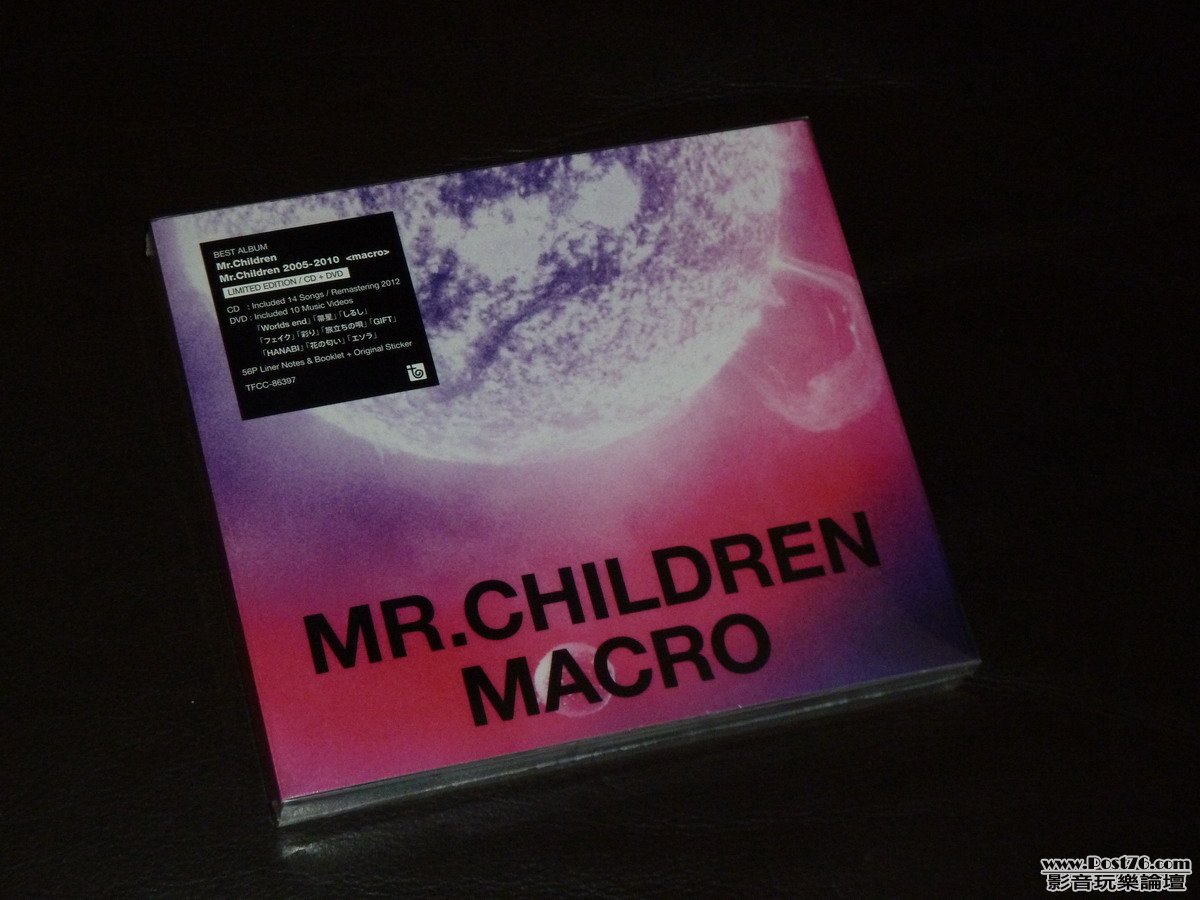 BEST ALBUM
Mr.Children
Mr.Children 2005-2010 <macro>
LIMITED EDITION / CD + DVD
CD : Included 14 Songs / Remastering 2012
DVD : Included 10 Music Videos
「Worlds end」「箒星」「しるし」
「フェイク」「彩り」「旅立ちの唄」「GIFT」
「HANABI」「花の匂い」「エソラ」
56P Liner Notes & Booklet + Original Sticker
TFCC-86397
MR.CHILDREN
MACRO
www.Post76.com
影音玩樂論壇